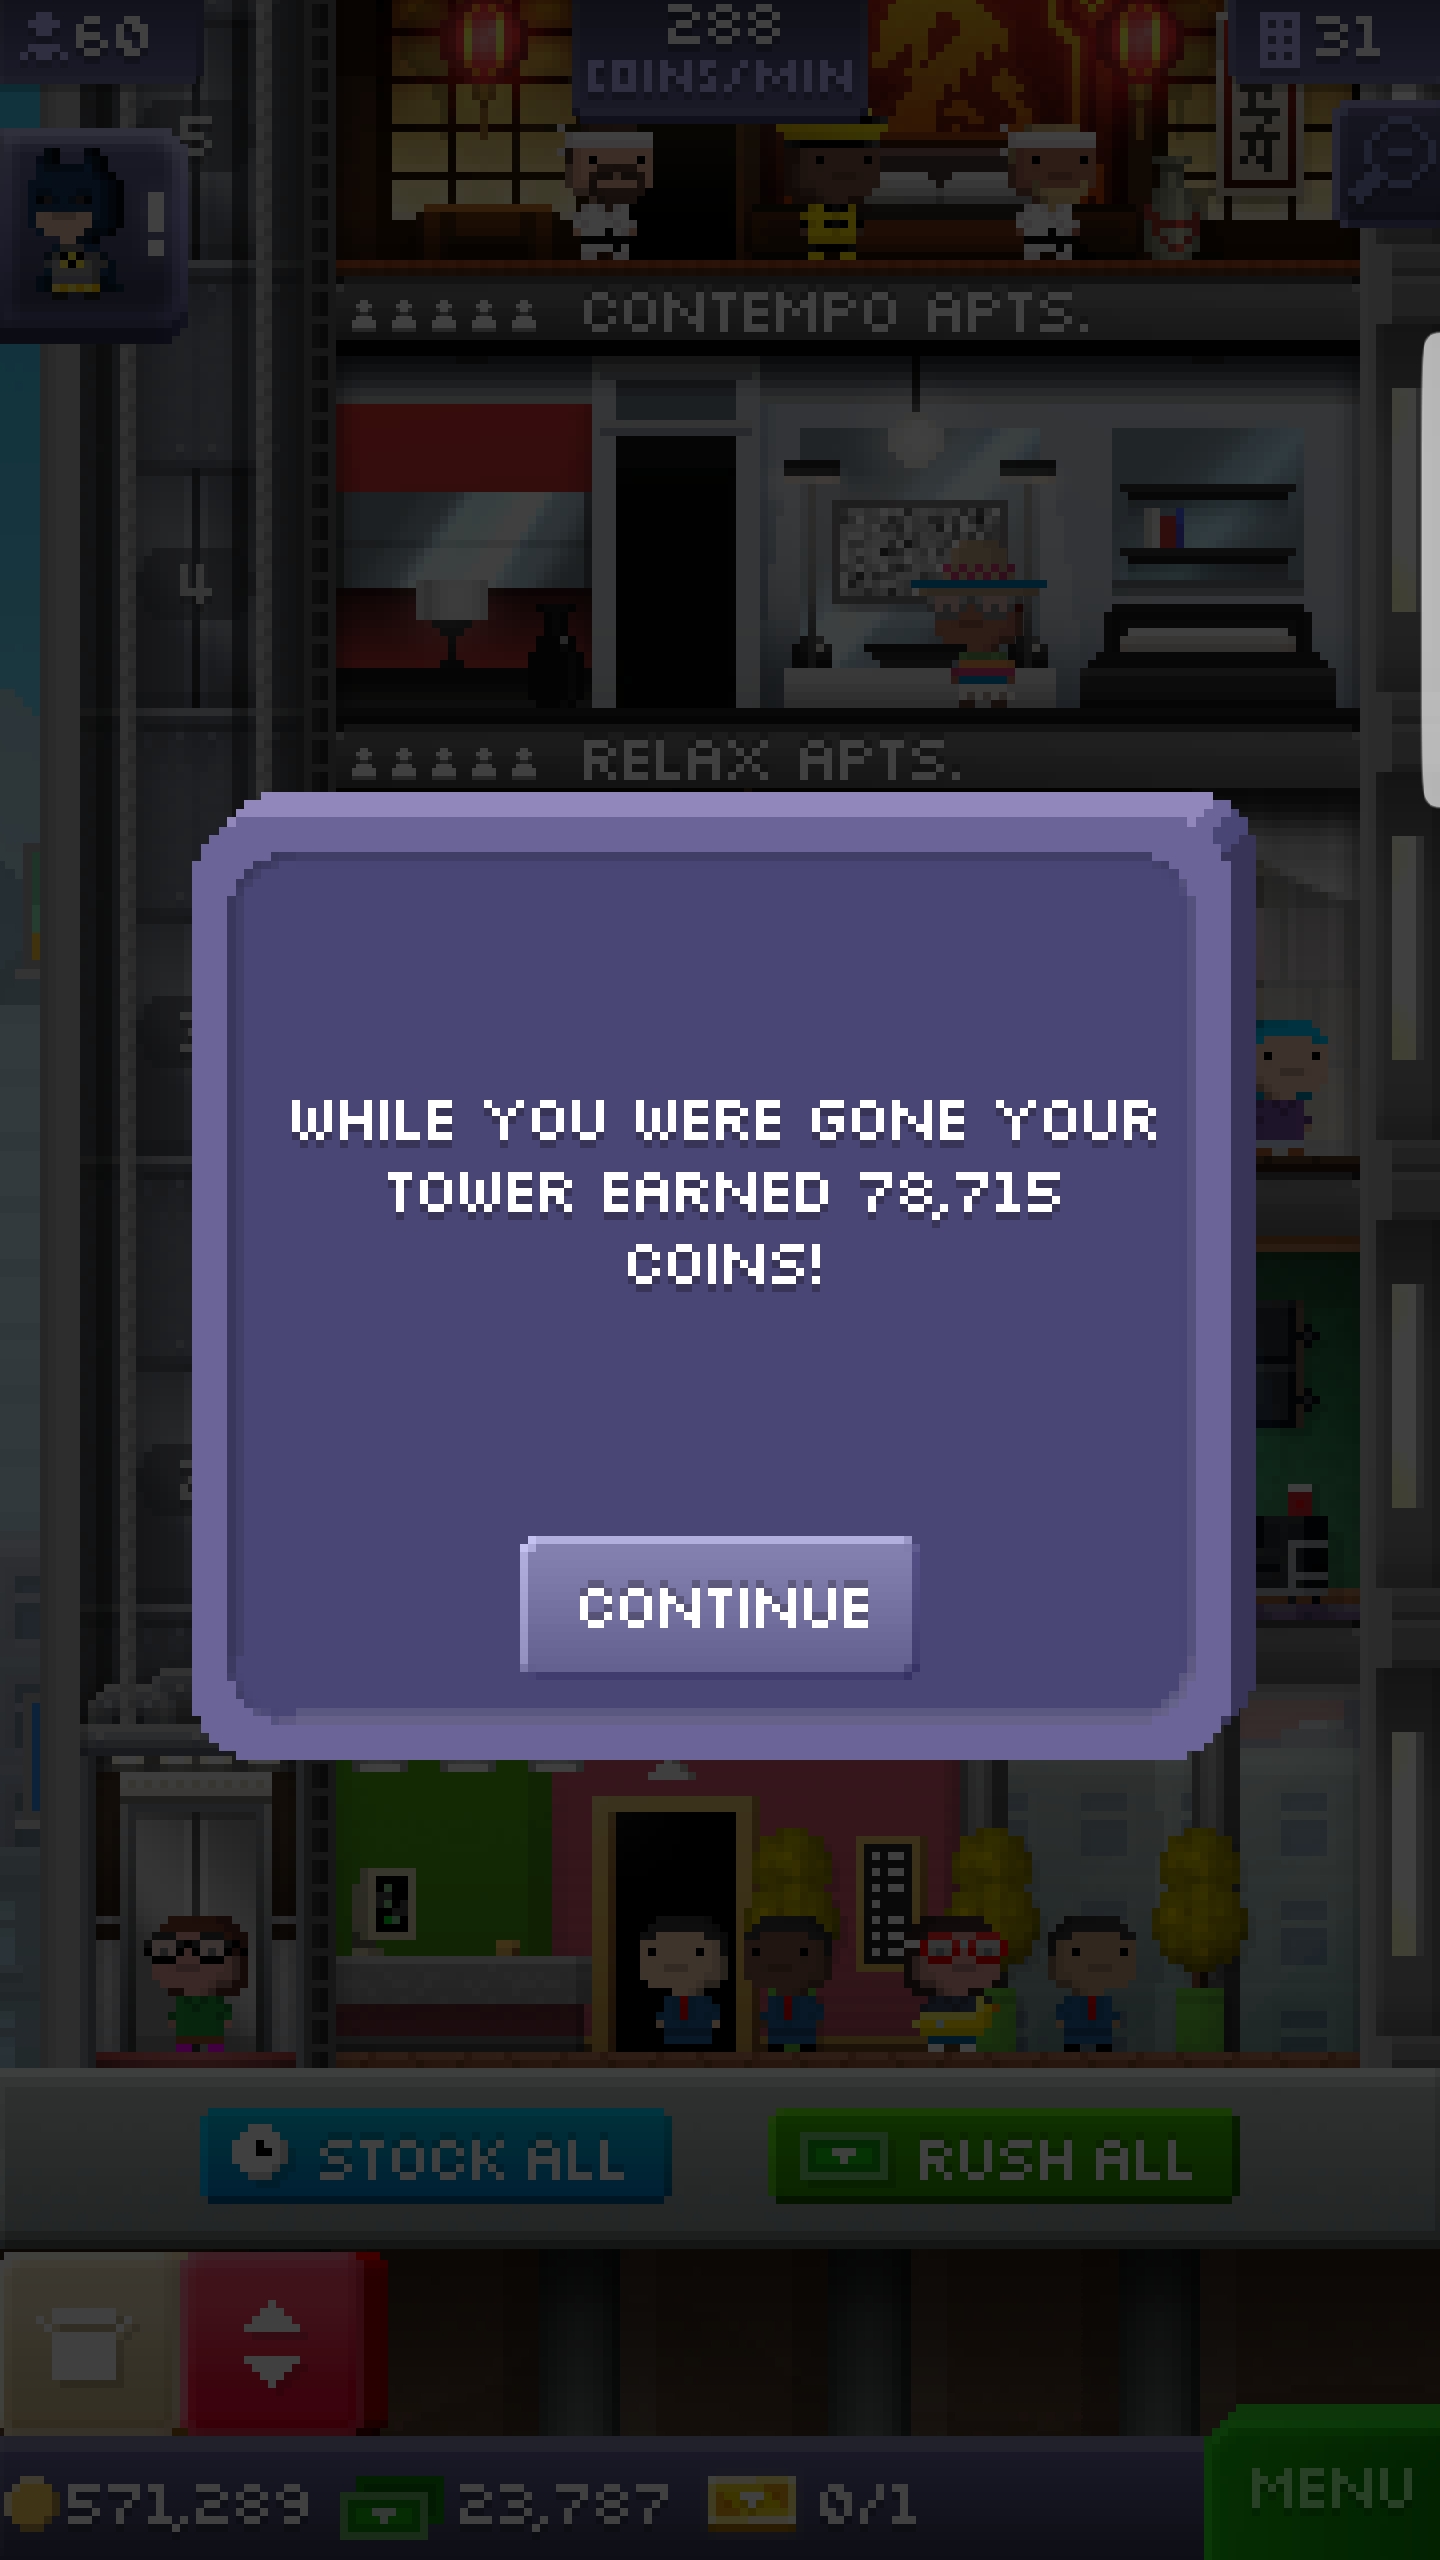 60
288
COINS/MIN
31
5
!
CONTEMPO APTS.
4
RELAX APTS.
WHILE YOU WERE GONE YOUR
TOWER EARNED 78,715
COINS!
CONTINUE
STOCK ALL
RUSH ALL
571,289
23,787
0/1
MENU